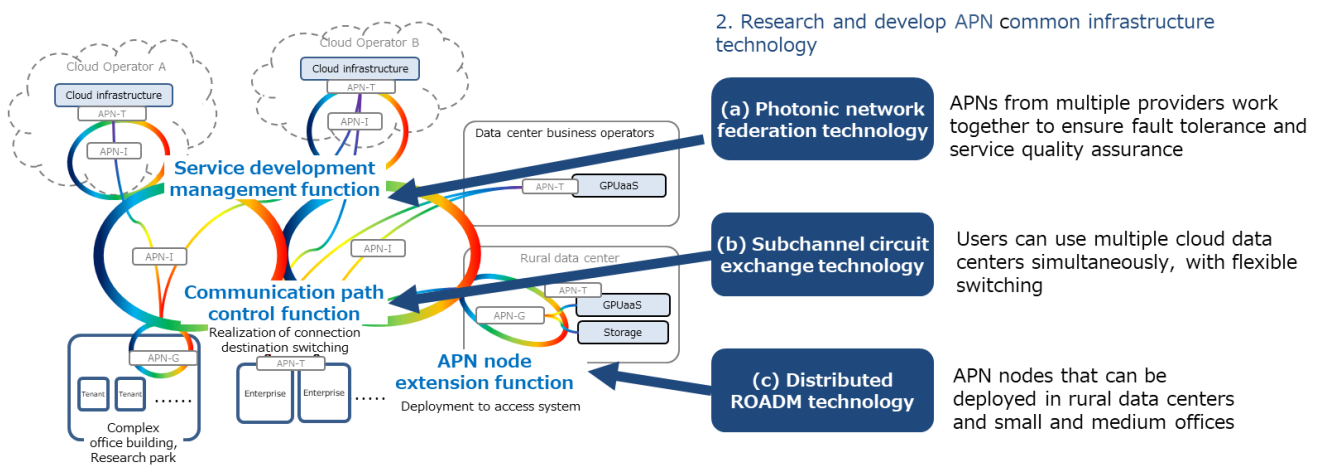 2. Research and develop APN common infrastructure
technology
Cloud Operator A
Cloud infrastructure
APN-T
APN-I
Cloud Operator B
Cloud infrastructure
APN-T
APN-I
Service development
management function
Data center business operators
APN-T
GPUaaS
APN-I
APN-I
Rural data center
APN-T
GPUaaS
APN-G
Storage
Communication path
control function
Realization of connection
destination switching
APN-G
Tenant
Tenant
......
Complex
office building,
Research park
APN-T
Enterprise
Enterprise
.....
APN node
extension function
Deployment to access system
(a) Photonic network
federation technology
APNs from multiple providers work
together to ensure fault tolerance and
service quality assurance
(b) Subchannel circuit
exchange technology
Users can use multiple cloud data
centers simultaneously, with flexible
switching
(c) Distributed
ROADM technology
APN nodes that can be
deployed in rural data centers
and small and medium offices